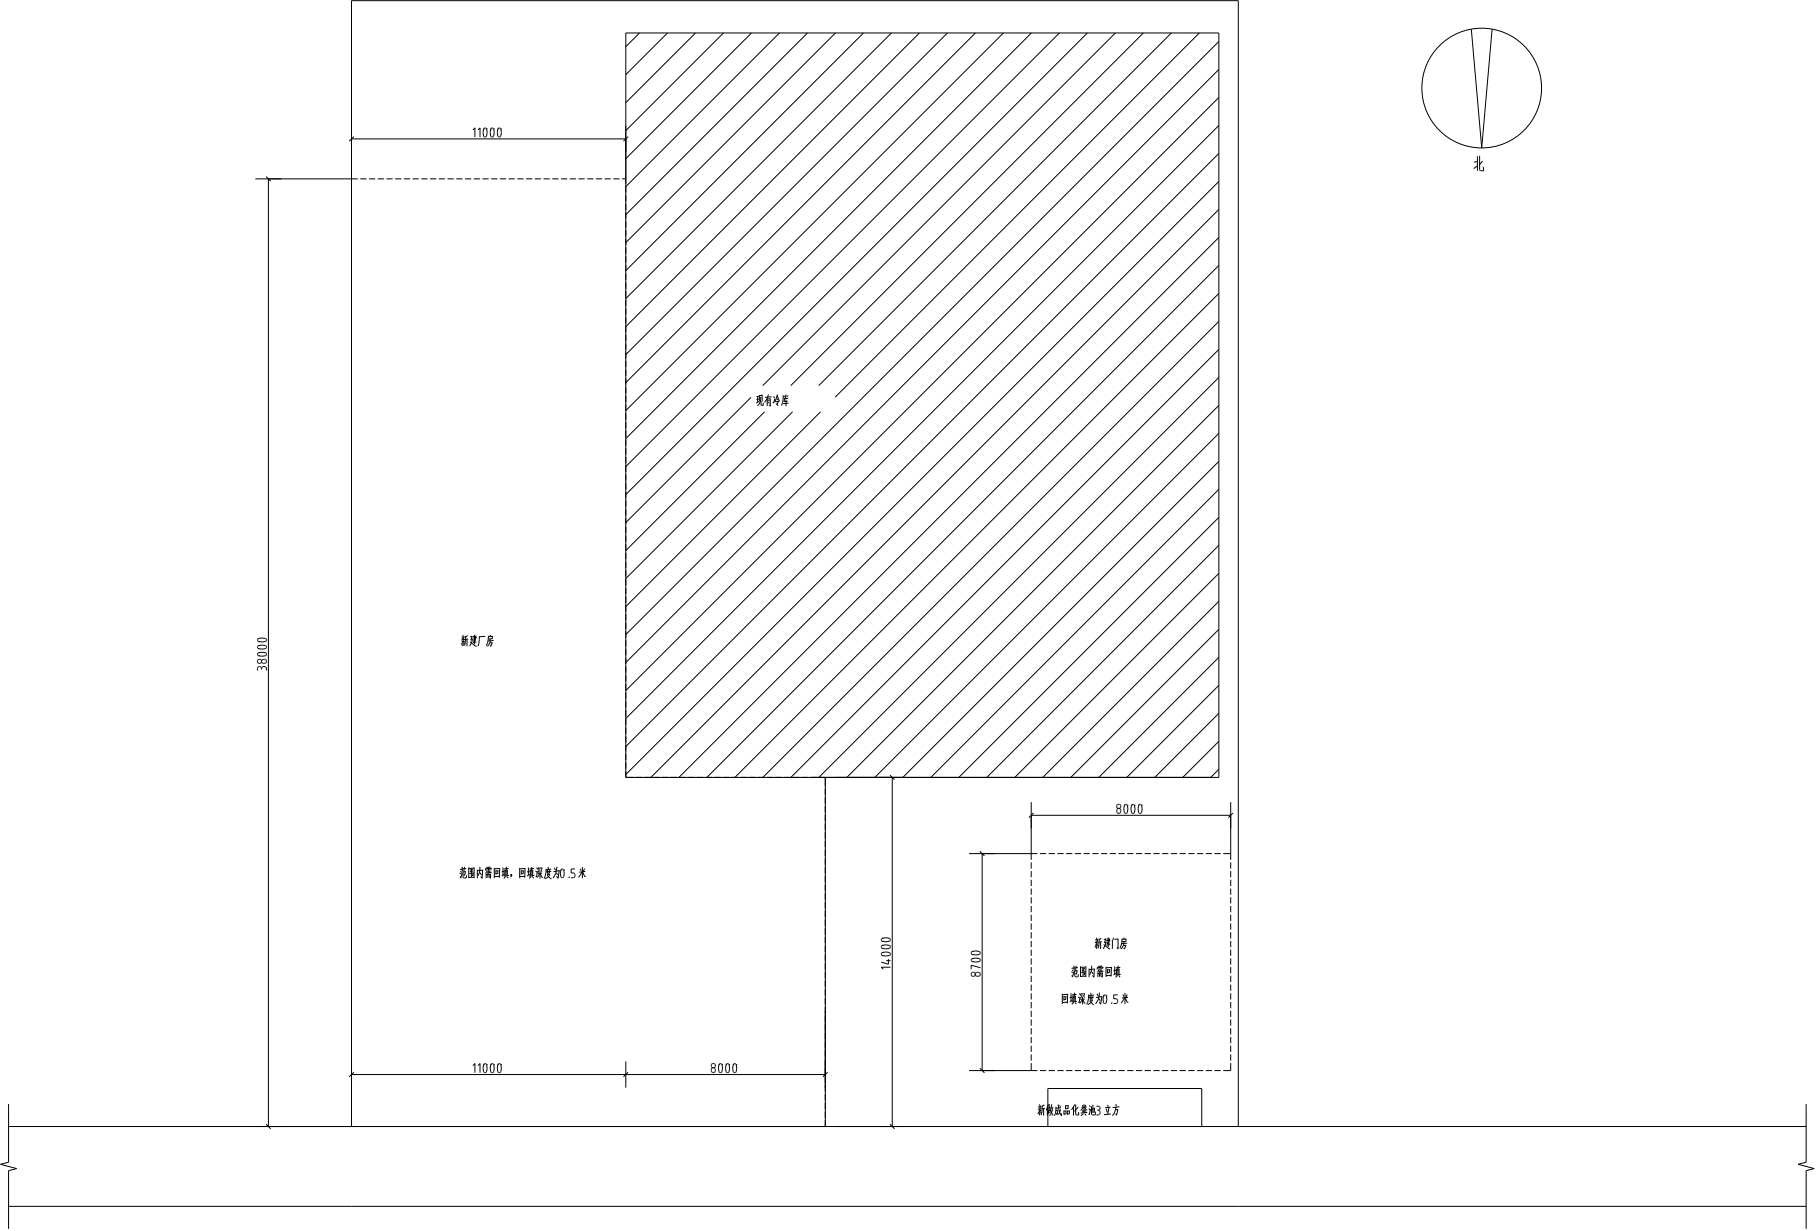 11000
北
现有冷库
38000
新建厂房
8000
范围内需回填，回填深度为0.5米
14000
8700
新建门房
范围内需回填
回填深度为0.5米
11000
8000
新做成品化粪池3立方